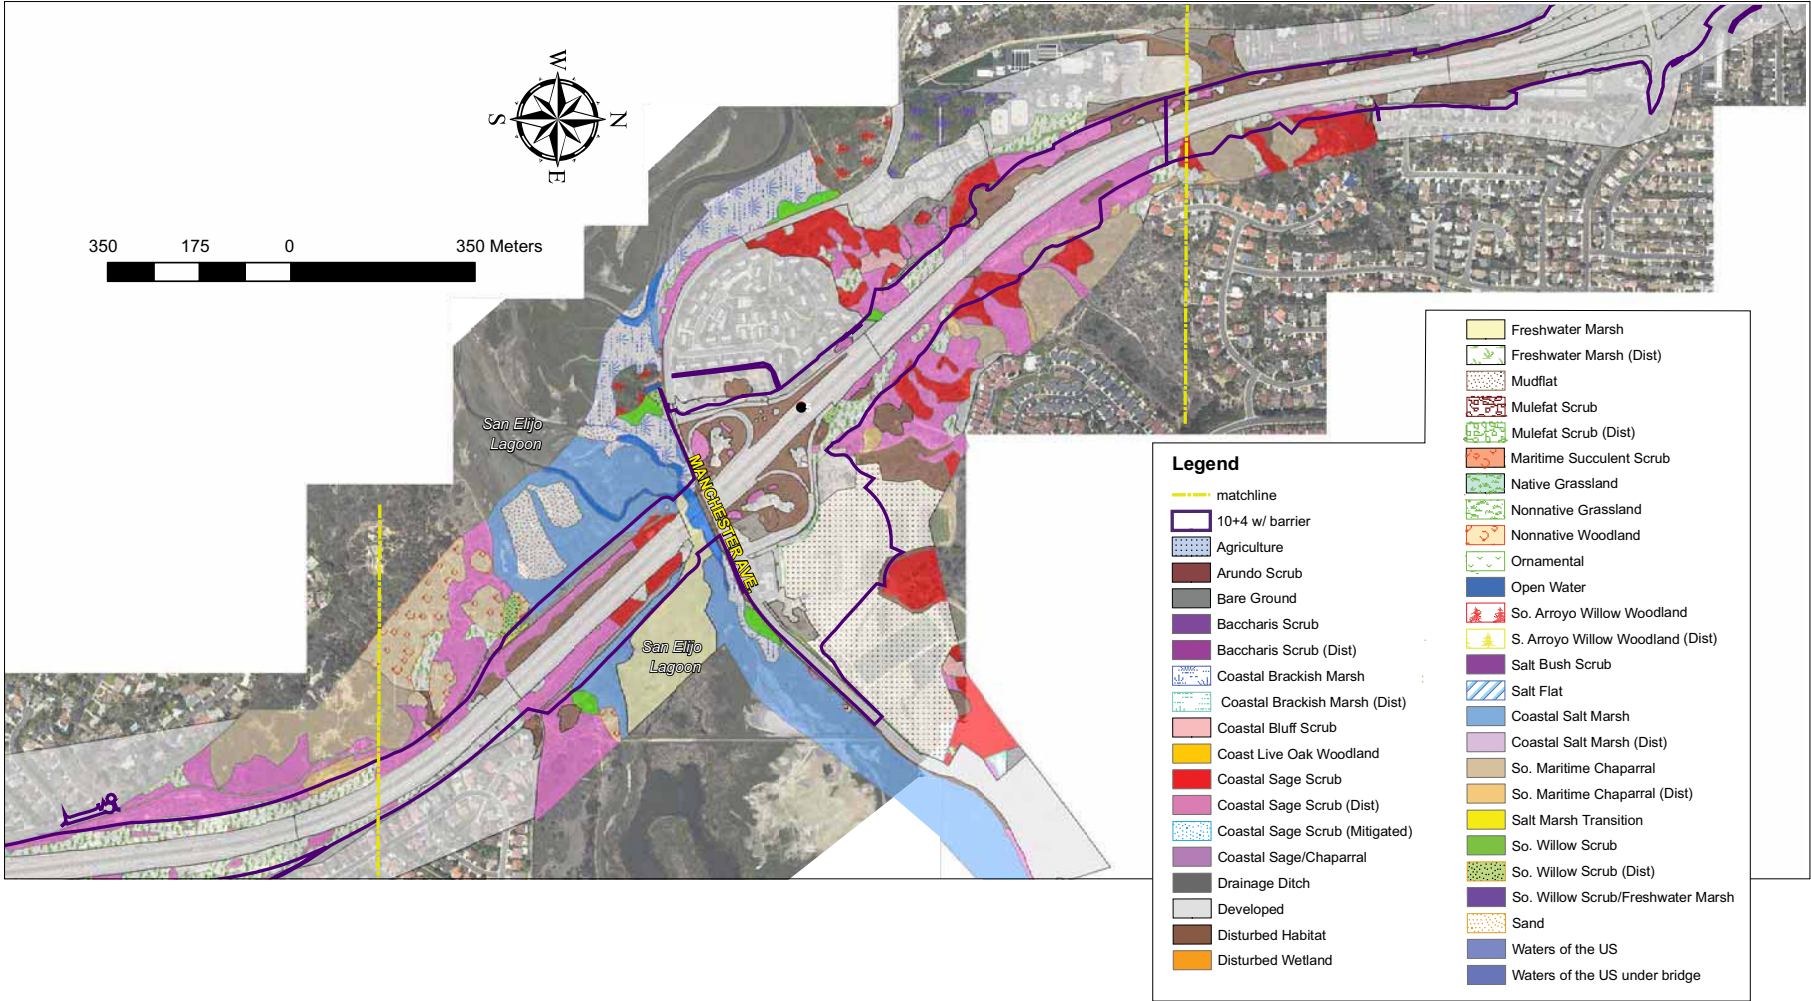 W
S
N
E
350 175 0 350 Meters
San Elijo
Lagoon
MANCHESTER AVE.
San Elijo
Lagoon
Legend
matchline
10+4 w/ barrier
Agriculture
Arundo Scrub
Bare Ground
Baccharis Scrub
Baccharis Scrub (Dist)
Coastal Brackish Marsh
Coastal Brackish Marsh (Dist)
Coastal Bluff Scrub
Coast Live Oak Woodland
Coastal Sage Scrub
Coastal Sage Scrub (Dist)
Coastal Sage Scrub (Mitigated)
Coastal Sage/Chaparral
Drainage Ditch
Developed
Disturbed Habitat
Disturbed Wetland
Freshwater Marsh
Freshwater Marsh (Dist)
Mudflat
Mulefat Scrub
Mulefat Scrub (Dist)
Maritime Succulent Scrub
Native Grassland
Nonnative Grassland
Nonnative Woodland
Ornamental
Open Water
So. Arroyo Willow Woodland
S. Arroyo Willow Woodland (Dist)
Salt Bush Scrub
Salt Flat
Coastal Salt Marsh
Coastal Salt Marsh (Dist)
So. Maritime Chaparral
So. Maritime Chaparral (Dist)
Salt Marsh Transition
So. Willow Scrub
So. Willow Scrub (Dist)
So. Willow Scrub/Freshwater Marsh
Sand
Waters of the US
Waters of the US under bridge